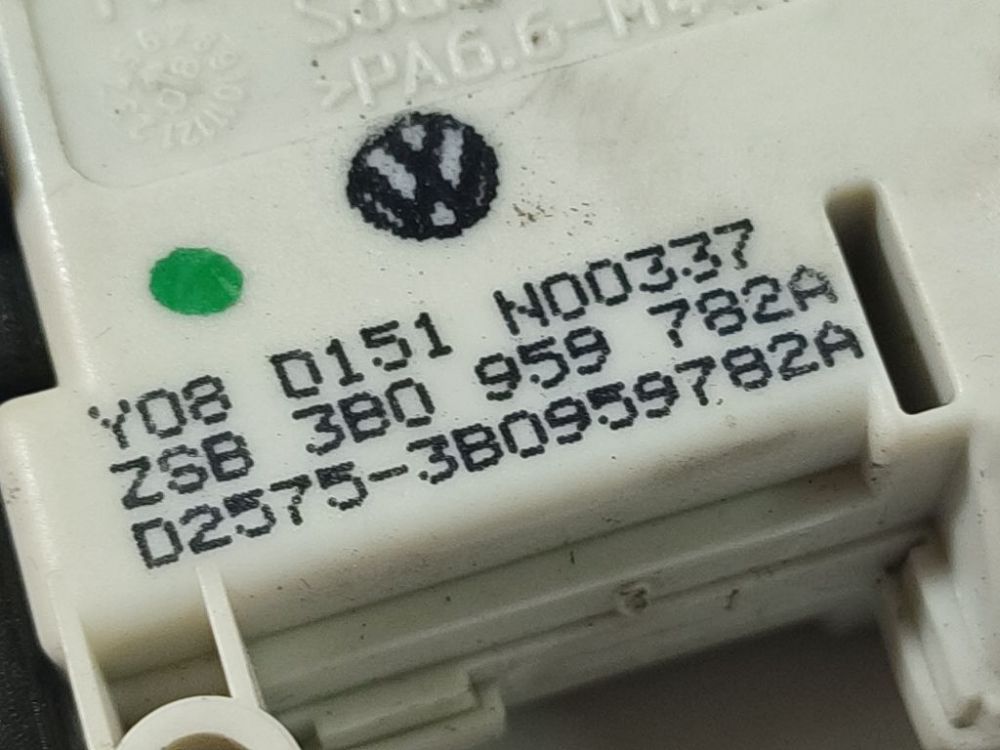 >PA6.6-M
Y08 D151 N00337
ZSB 3B0 959 782A
D2575-3B0959782A